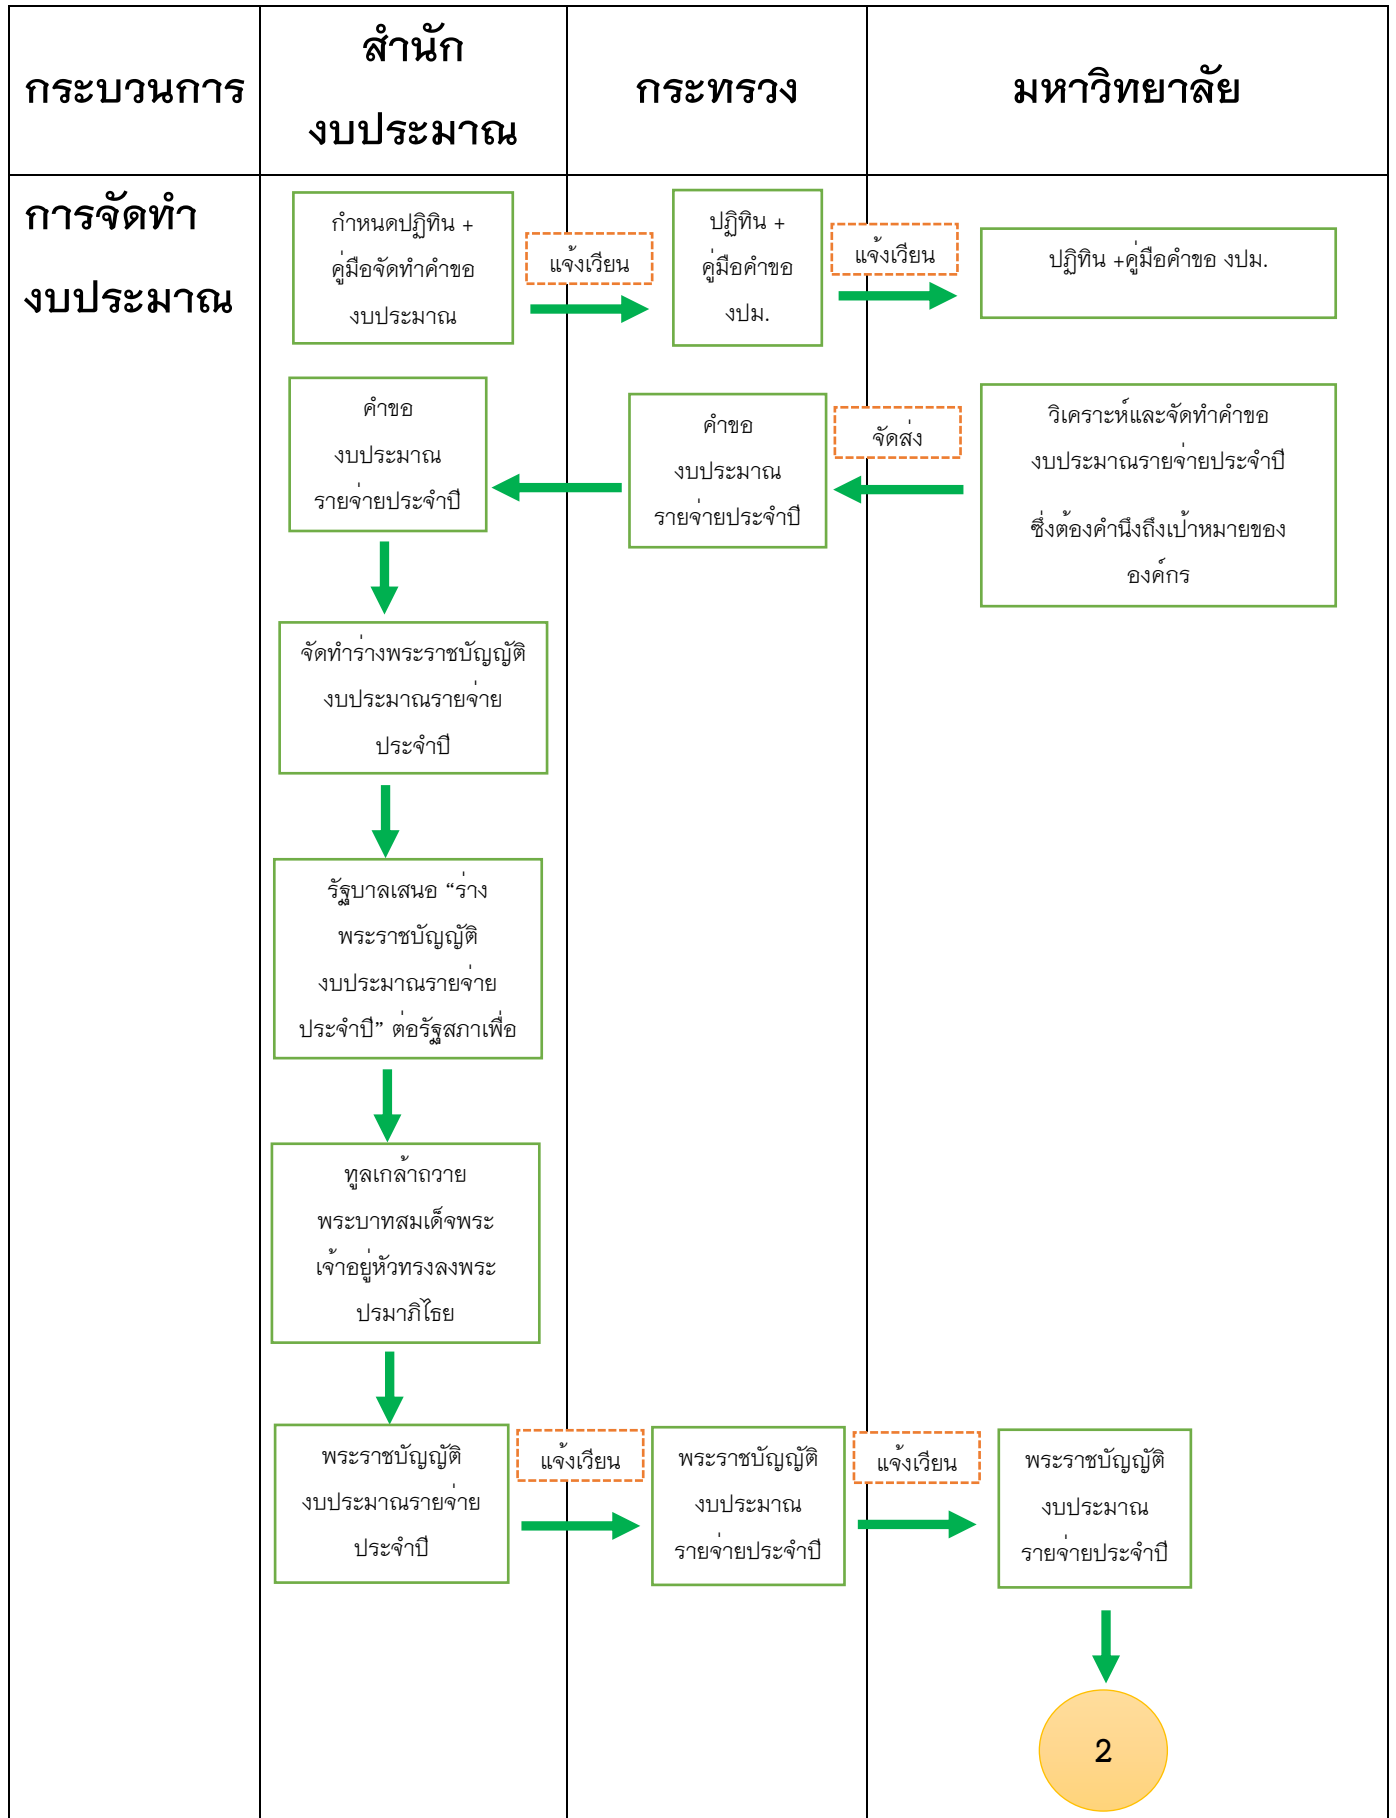 กระบวนการ
สำนัก
งบประมาณ
กระทรวง
มหาวิทยาลัย
การจัดทำ
งบประมาณ
กำหนดปฏิทิน +
คู่มือจัดทำคำขอ
งบประมาณ
แจ้งเวียน
ปฏิทิน +
คู่มือคำขอ
งปม.
แจ้งเวียน
ปฏิทิน +คู่มือคำขอ งปม.
คำขอ
งบประมาณ
รายจ่ายประจำปี
คำขอ
งบประมาณ
รายจ่ายประจำปี
จัดส่ง
วิเคราะห์และจัดทำคำขอ
งบประมาณรายจ่ายประจำปี
ซึ่งต้องคำนึงถึงเป้าหมายของ
องค์กร
จัดทำร่างพระราชบัญญัติ
งบประมาณรายจ่าย
ประจำปี
รัฐบาลเสนอ “ร่าง
พระราชบัญญัติ
งบประมาณรายจ่าย
ประจำปี” ต่อรัฐสภาเพื่อ
ทูลเกล้าถวาย
พระบาทสมเด็จพระ
เจ้าอยู่หัวทรงลงพระ
ปรมาภิไธย
พระราชบัญญัติ
งบประมาณรายจ่าย
ประจำปี
แจ้งเวียน
พระราชบัญญัติ
งบประมาณ
รายจ่ายประจำปี
แจ้งเวียน
พระราชบัญญัติ
งบประมาณ
รายจ่ายประจำปี
2